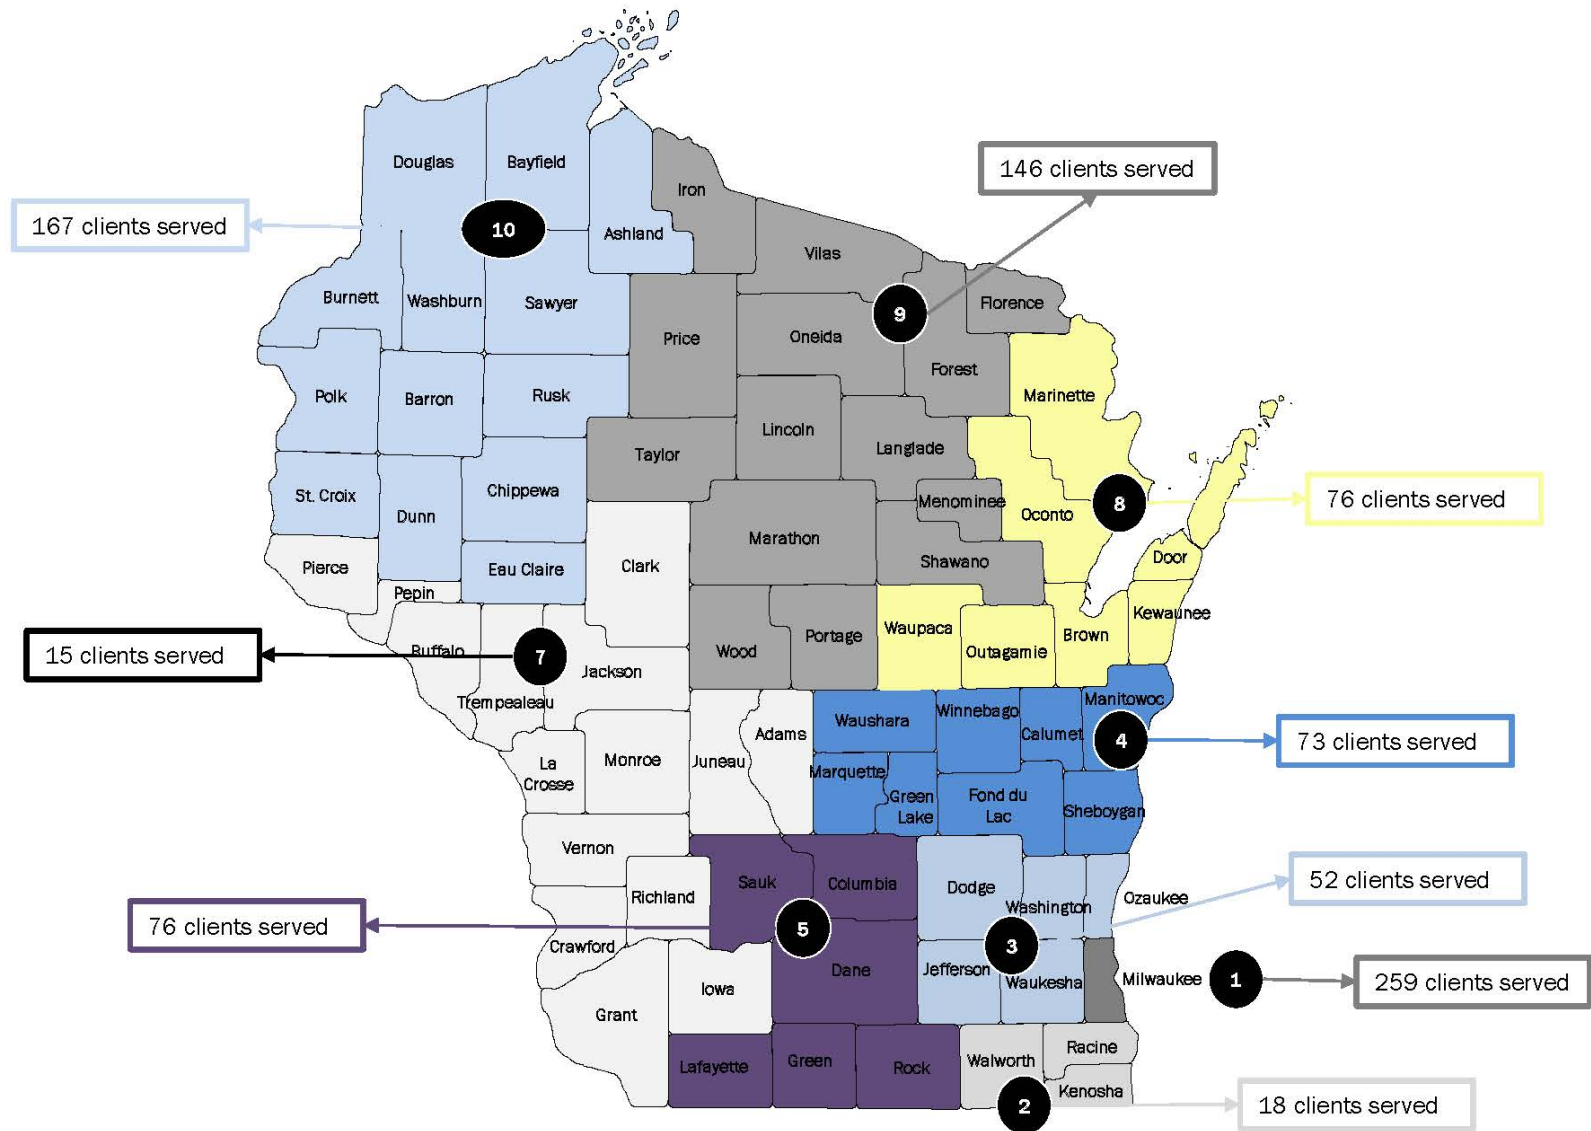 Douglas
Bayfield
Iron
146 clients served
167 clients served
10
Ashland
Vilas
Burnett
Washburn
Sawyer
9
Florence
Price
Oneida
Forest
Polk
Barron
Rusk
Marinette
Lincoln
Langlade
Taylor
St. Croix
Chippewa
Menominee
8
76 clients served
Dunn
Oconto
Marathon
Door
Pierce
Eau Claire
Clark
Shawano
Pepin
Kewaunee
Waupaca
Brown
Portage
15 clients served
Buffalo
7
Wood
Outagamie
Jackson
Trempealeau
Manitowoc
Winnebago
Waushara
Adams
Calumet
4
73 clients served
La
Crosse
Monroe
Juneau
Marquette
Green
Lake
Fond du
Lac
Sheboygan
Vernon
Sauk
Columbia
Dodge
52 clients served
Richland
Washington
Ozaukee
76 clients served
5
Crawford
3
Dane
Jefferson
Waukesha
Milwaukee
1
259 clients served
Iowa
Grant
Lafayette
Green
Rock
Walworth
Racine
Kenosha
2
18 clients served